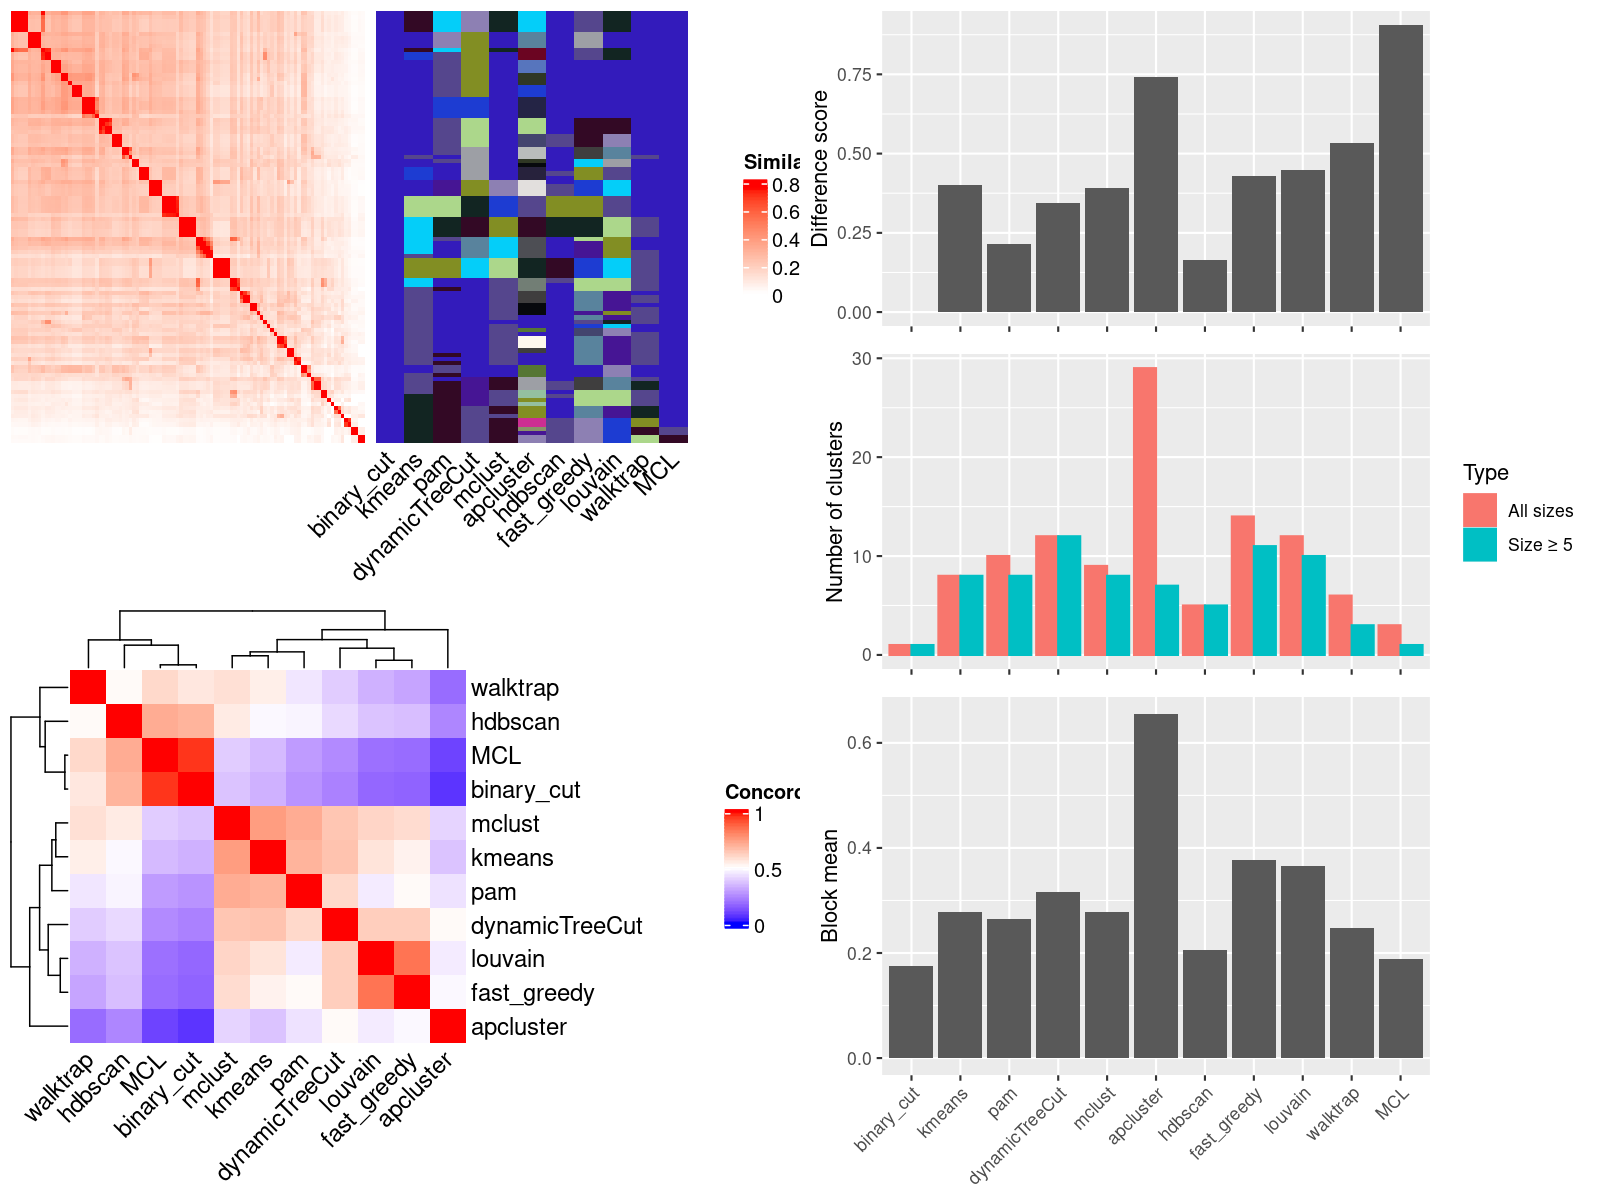 Simila
0.8
0.6
0.4
0.2
0
binary_cut
kmeans
pam
dynamicTreeCut
mclust
apcluster
hdbscan
fast_greedy
louvain
walktrap
MCL
walktrap
hdbscan
MCL
binary_cut
mclust
kmeans
pam
dynamicTreeCut
louvain
fast_greedy
apcluster
walktrap
hdbscan
MCL
binary_cut
mclust
kmeans
pam
dynamicTreeCut
louvain
fast_greedy
apcluster
Concor
1
0.5
0
Difference score
0.75
0.50
0.25
0.00
Number of clusters
30
20
10
0
Type
All sizes
Size ≥ 5
Block mean
0.6
0.4
0.2
0.0
binary_cut
kmeans
pam
dynamicTreeCut
mclust
apcluster
hdbscan
fast_greedy
louvain
walktrap
MCL